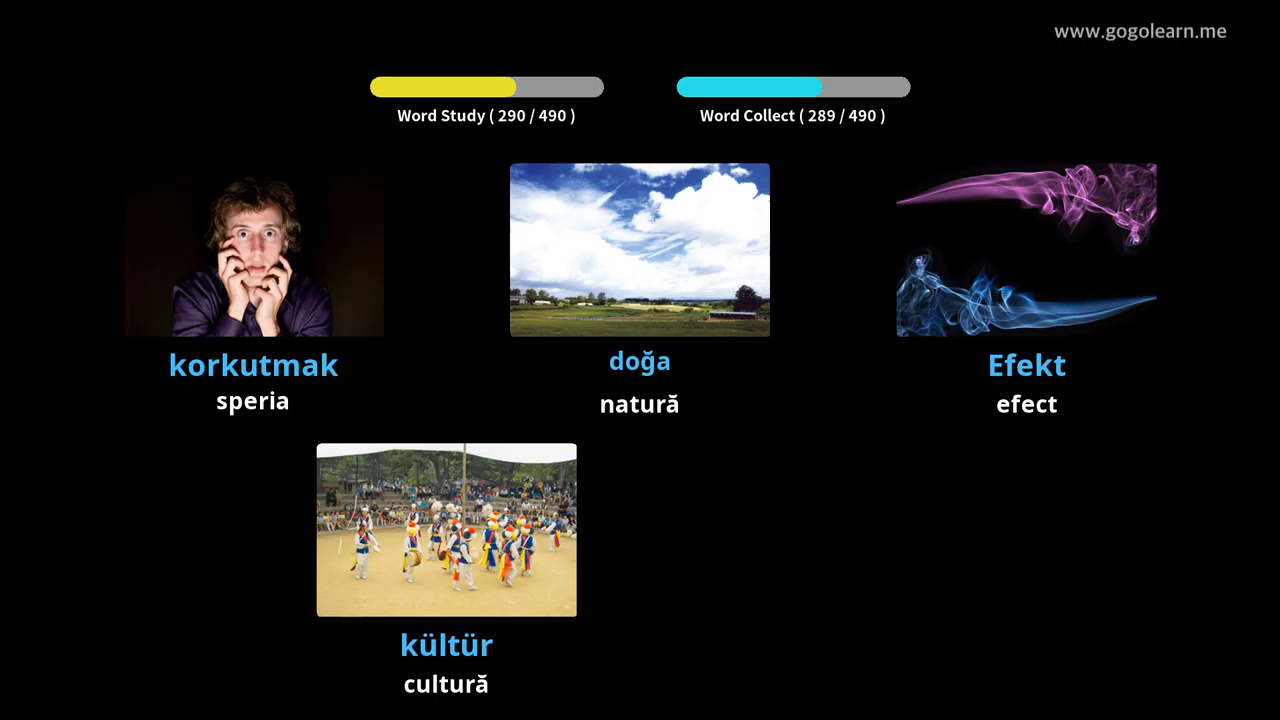 www.gogolearn.me
Word Study ( 290 / 490 )
Word Collect ( 289 / 490 )
korkutmak
speria
doğa
natură
Efekt
efect
kültür
cultură